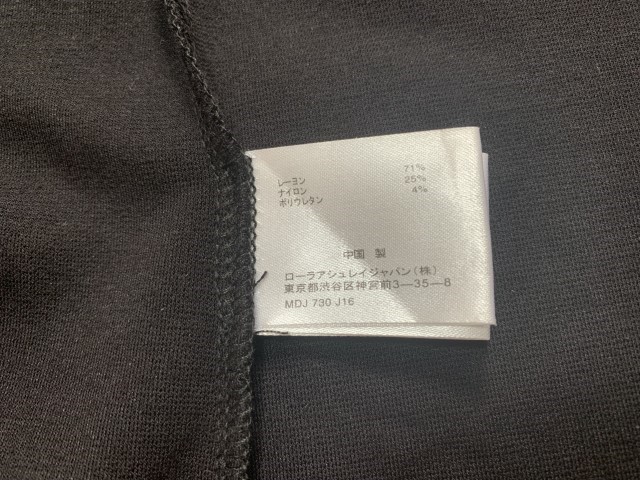 レーヨン 71%
ナイロン 25%
ポリウレタン 4%
中国 製
ローラアシュレイジャパン(株)
東京都渋谷区神宮前3―35―8
MDJ 730 J16